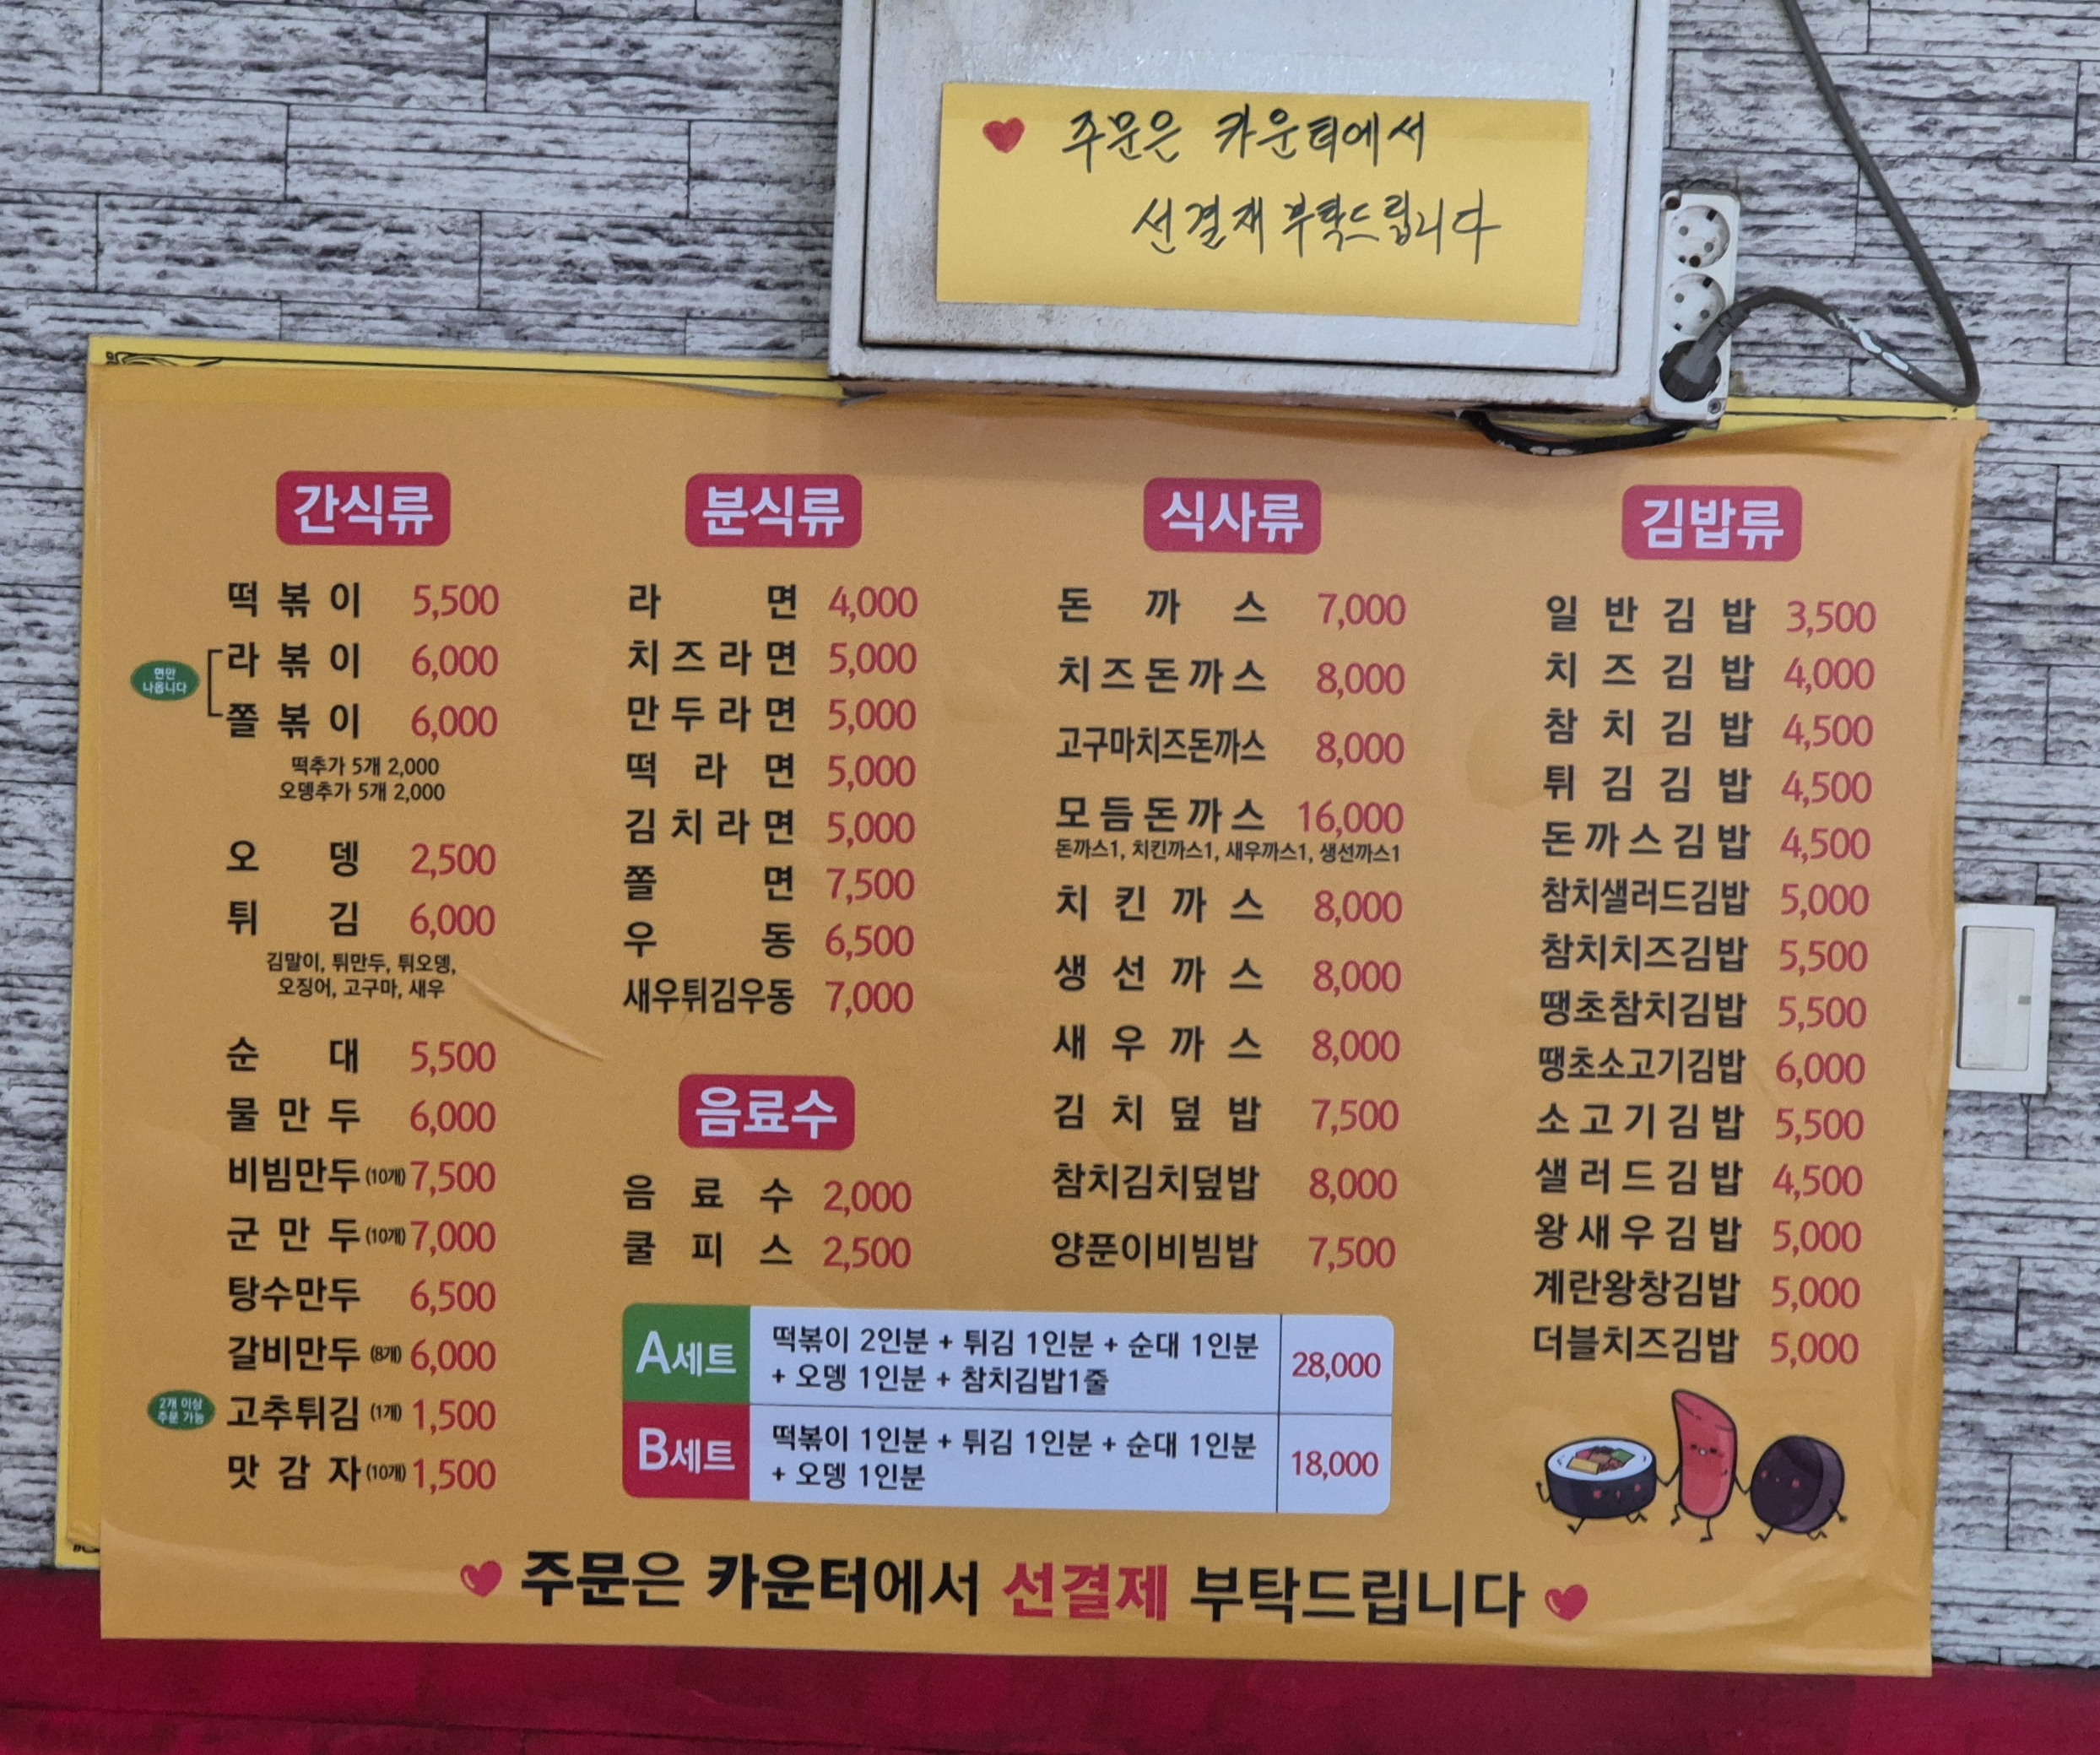 ♥ 주문은 카운터에서
선결재 부탁드립니다
간식류
떡볶이 5,500
라볶이 6,000
면만
나옵니다
쫄볶이 6,000
떡추가 5개 2,000
오뎅추가 5개 2,000
오뎅 2,500
튀김 6,000
김말이, 튀만두, 튀오뎅,
오징어, 고구마, 새우
순대 5,500
물만두 6,000
비빔만두 (10개) 7,500
군만두 (10개) 7,000
탕수만두 6,500
갈비만두 (8개) 6,000
2개 이상
주문 가능
고추튀김 (1개) 1,500
맛감자 (10개) 1,500
분식류
라면 4,000
치즈라면 5,000
만두라면 5,000
떡라면 5,000
김치라면 5,000
쫄면 7,500
우동 6,500
새우튀김우동 7,000
음료수
음료수 2,000
쿨피스 2,500
식사류
돈까스 7,000
치즈돈까스 8,000
고구마치즈돈까스 8,000
모듬돈까스 16,000
돈까스1, 치킨까스1, 새우까스1, 생선까스1
치킨까스 8,000
생선까스 8,000
새우까스 8,000
김치덮밥 7,500
참치김치덮밥 8,000
양푼이비빔밥 7,500
김밥류
일반김밥 3,500
치즈김밥 4,000
참치김밥 4,500
튀김김밥 4,500
돈까스김밥 4,500
참치샐러드김밥 5,000
참치치즈김밥 5,500
땡초참치김밥 5,500
땡초소고기김밥 6,000
소고기김밥 5,500
샐러드김밥 4,500
왕새우김밥 5,000
계란왕창김밥 5,000
더블치즈김밥 5,000
A세트
떡볶이 2인분 + 튀김 1인분 + 순대 1인분
+ 오뎅 1인분 + 참치김밥1줄
28,000
B세트
떡볶이 1인분 + 튀김 1인분 + 순대 1인분
+ 오뎅 1인분
18,000
♥ 주문은 카운터에서 선결제 부탁드립니다 ♥